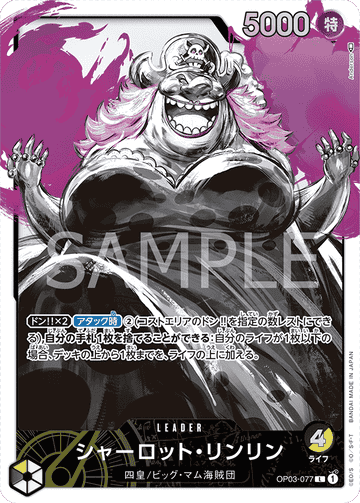 5000 特
Anderson
SAMPLE
ドン!!×2 アタック時 ②(コストエリアのドン!!を指定の数レストにでき
る)自分の手札1枚を捨てることができる:自分のライフが1枚以下の
場合、デッキの上から1枚までを、ライフの上に加える。
LEADER
シャーロット・リンリン
四皇/ビッグ・マム海賊団
4
ライフ
OP03-077 L 1
BANDAI MADE IN JAPAN